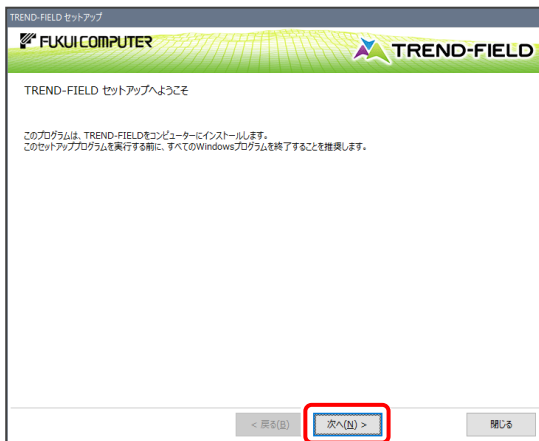 TREND-FIELD セットアップ
FUKUI COMPUTER
TREND-FIELD
TREND-FIELD セットアップへようこそ
このプログラムは、TREND-FIELDをコンピューターにインストールします。
このセットアッププログラムを実行する前に、すべてのWindowsプログラムを終了することを推奨します。
< 戻る(B)
次へ(N) >
閉じる